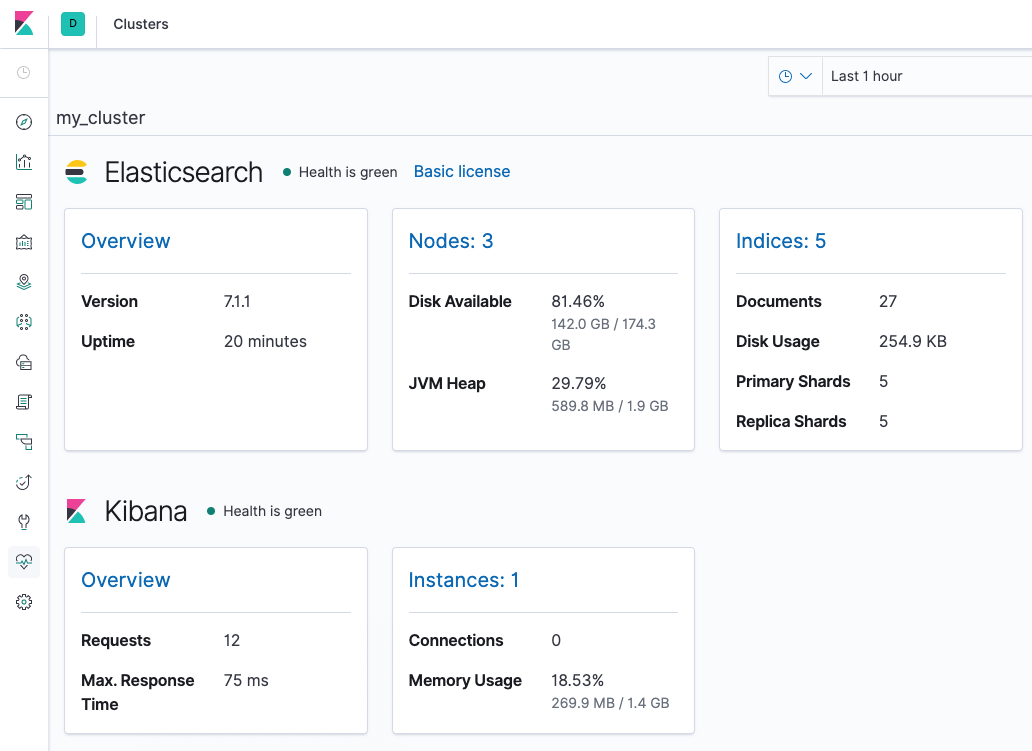 D Clusters
Last 1 hour
my_cluster
Elasticsearch Health is green Basic license
Overview
Version 7.1.1
Uptime 20 minutes
Nodes: 3
Disk Available 81.46%
142.0 GB / 174.3
GB
JVM Heap 29.79%
589.8 MB / 1.9 GB
Indices: 5
Documents 27
Disk Usage 254.9 KB
Primary Shards 5
Replica Shards 5
Kibana Health is green
Overview
Requests 12
Max. Response 75 ms
Time
Instances: 1
Connections 0
Memory Usage 18.53%
269.9 MB / 1.4 GB